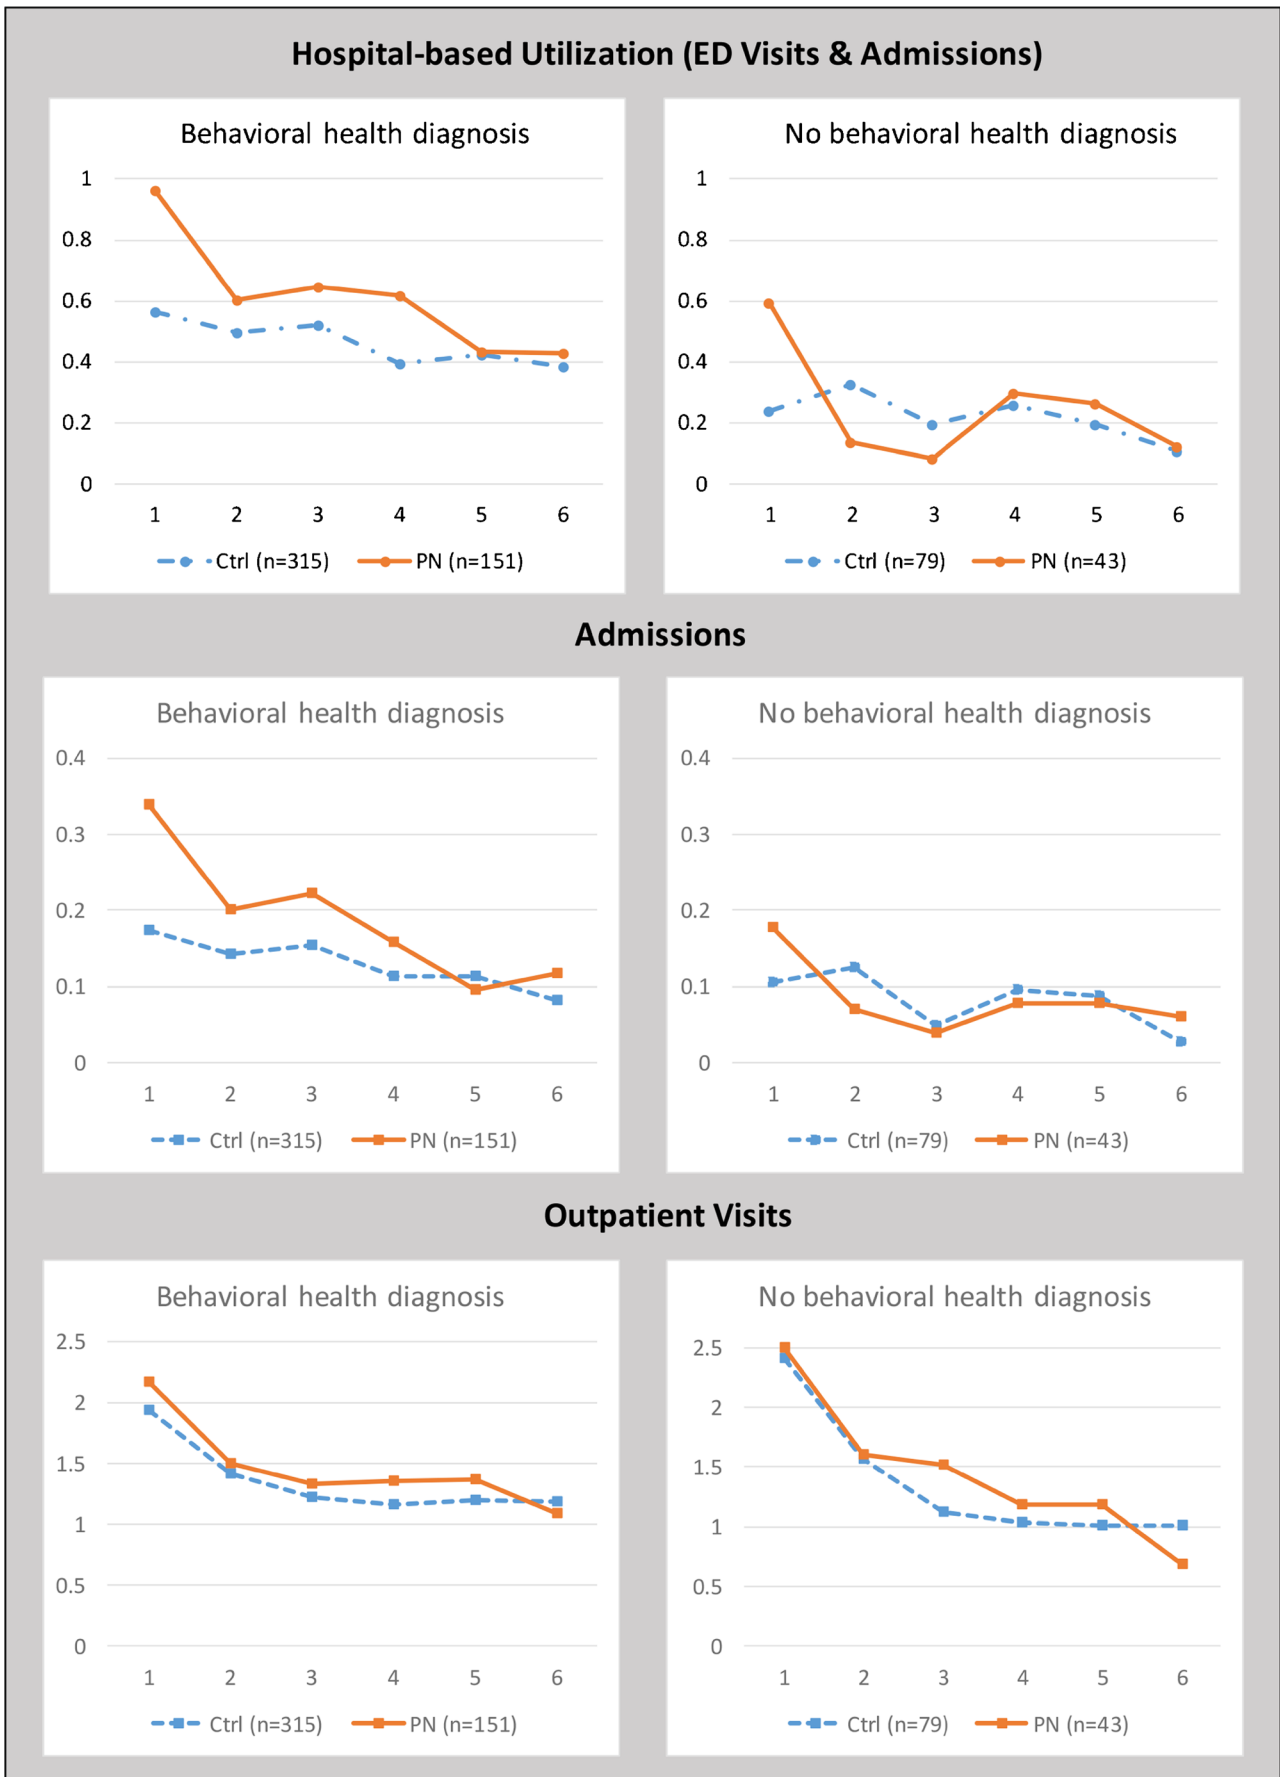 Hospital-based Utilization (ED Visits & Admissions)
Behavioral health diagnosis
1
0.8
0.6
0.4
0.2
0
1 2 3 4 5 6
Ctrl (n=315) PN (n=151)
No behavioral health diagnosis
1
0.8
0.6
0.4
0.2
0
1 2 3 4 5 6
Ctrl (n=79) PN (n=43)
Admissions
Behavioral health diagnosis
0.4
0.3
0.2
0.1
0
1 2 3 4 5 6
Ctrl (n=315) PN (n=151)
No behavioral health diagnosis
0.4
0.3
0.2
0.1
0
1 2 3 4 5 6
Ctrl (n=79) PN (n=43)
Outpatient Visits
Behavioral health diagnosis
2.5
2
1.5
1
0.5
0
1 2 3 4 5 6
Ctrl (n=315) PN (n=151)
No behavioral health diagnosis
2.5
2
1.5
1
0.5
0
1 2 3 4 5 6
Ctrl (n=79) PN (n=43)